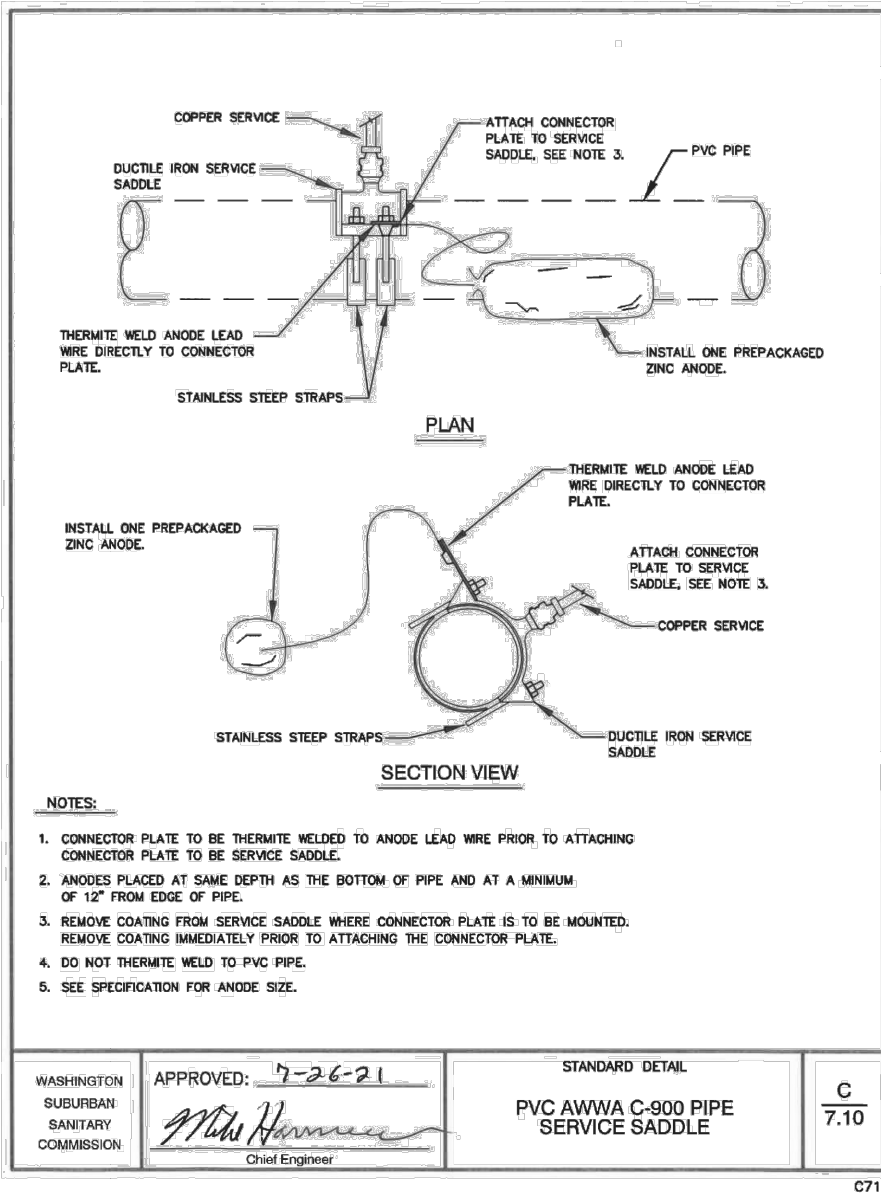 COPPER SERVICE
ATTACH CONNECTOR
PLATE TO SERVICE
SADDLE, SEE NOTE 3.
PVC PIPE
DUCTILE IRON SERVICE
SADDLE
THERMITE WELD ANODE LEAD
WIRE DIRECTLY TO CONNECTOR
PLATE.
INSTALL ONE PREPACKAGED
ZINC ANODE.
STAINLESS STEEP STRAPS
PLAN
THERMITE WELD ANODE LEAD
WIRE DIRECTLY TO CONNECTOR
PLATE.
INSTALL ONE PREPACKAGED
ZINC ANODE.
ATTACH CONNECTOR
PLATE TO SERVICE
SADDLE, SEE NOTE 3.
COPPER SERVICE
STAINLESS STEEP STRAPS
DUCTILE IRON SERVICE
SADDLE
SECTION VIEW
NOTES:
1. CONNECTOR PLATE TO BE THERMITE WELDED TO ANODE LEAD WIRE PRIOR TO ATTACHING
CONNECTOR PLATE TO BE SERVICE SADDLE.
2. ANODES PLACED AT SAME DEPTH AS THE BOTTOM OF PIPE AND AT A MINIMUM
OF 12" FROM EDGE OF PIPE.
3. REMOVE COATING FROM SERVICE SADDLE WHERE CONNECTOR PLATE IS TO BE MOUNTED.
REMOVE COATING IMMEDIATELY PRIOR TO ATTACHING THE CONNECTOR PLATE.
4. DO NOT THERMITE WELD TO PVC PIPE.
5. SEE SPECIFICATION FOR ANODE SIZE.
WASHINGTON
SUBURBAN
SANITARY
COMMISSION
APPROVED: 7-26-21
Mike
Chief Engineer
STANDARD DETAIL
PVC AWWA C-900 PIPE
SERVICE SADDLE
C
7.10
C71